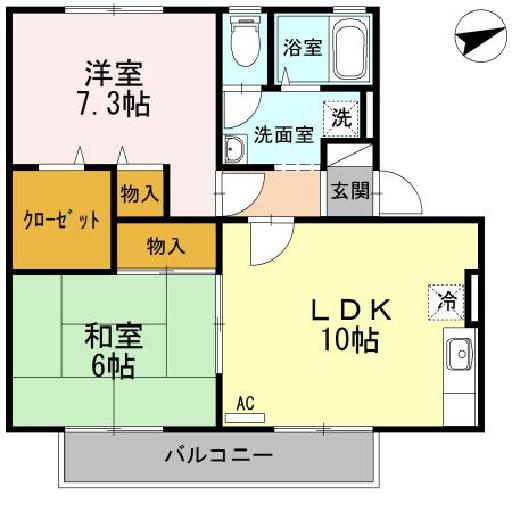 洋室
7.3帖
浴室
洗面室
洗
物入
玄関
クローゼット
物入
和室
6帖
LDK
10帖
冷
AC
バルコニー